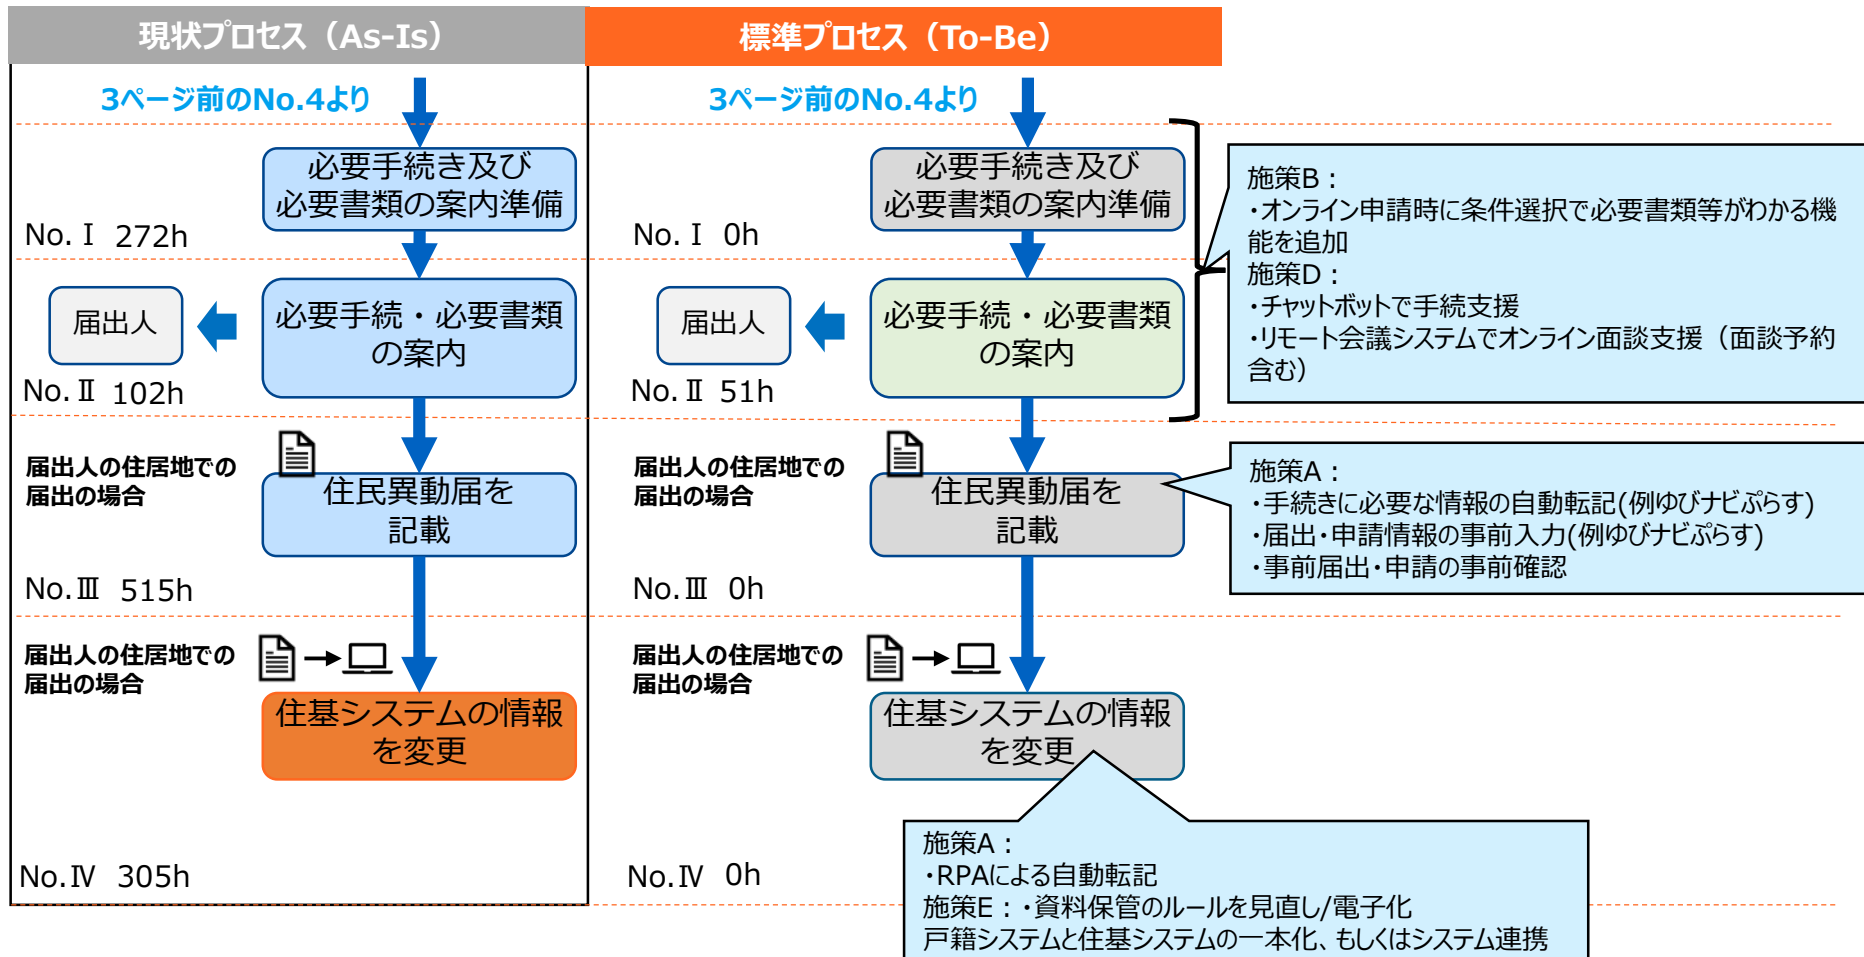 現状プロセス（As-Is）
標準プロセス（To-Be）
3ページ前のNo.4より
必要手続き及び
必要書類の案内準備
No. Ⅰ 272h
届出人
必要手続・必要書類
の案内
No. Ⅱ 102h
届出人の住居地での
届出の場合
住民異動届を
記載
No.Ⅲ 515h
届出人の住居地での
届出の場合
住基システムの情報
を変更
No.Ⅳ 305h
3ページ前のNo.4より
必要手続き及び
必要書類の案内準備
No. Ⅰ 0h
届出人
必要手続・必要書類
の案内
No. Ⅱ 51h
届出人の住居地での
届出の場合
住民異動届を
記載
No.Ⅲ 0h
届出人の住居地での
届出の場合
住基システムの情報
を変更
No.Ⅳ 0h
施策B：
・オンライン申請時に条件選択で必要書類等がわかる機
能を追加
施策D：
・チャットボットで手続支援
・リモート会議システムでオンライン面談支援（面談予約
含む）
施策A：
・手続きに必要な情報の自動転記(例ゆびナビぷらす)
・届出・申請情報の事前入力(例ゆびナビぷらす)
・事前届出・申請の事前確認
施策A：
・RPAによる自動転記
施策E：・資料保管のルールを見直し/電子化
戸籍システムと住基システムの一本化、もしくはシステム連携